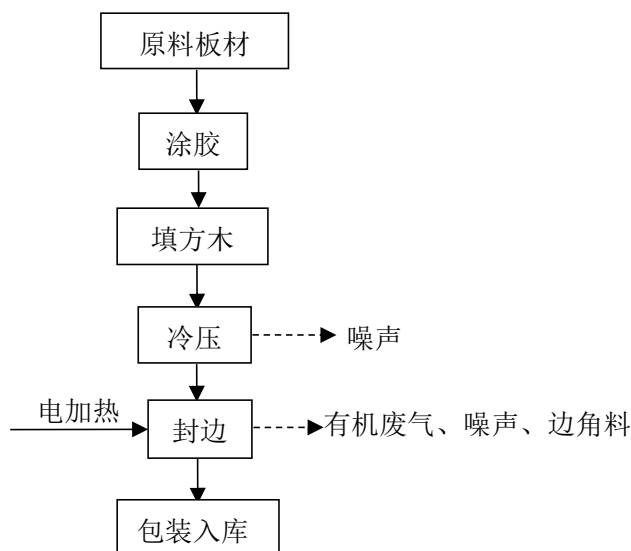 原料板材
涂胶
填方木
冷压
噪声
电加热
封边
有机废气、噪声、边角料
包装入库